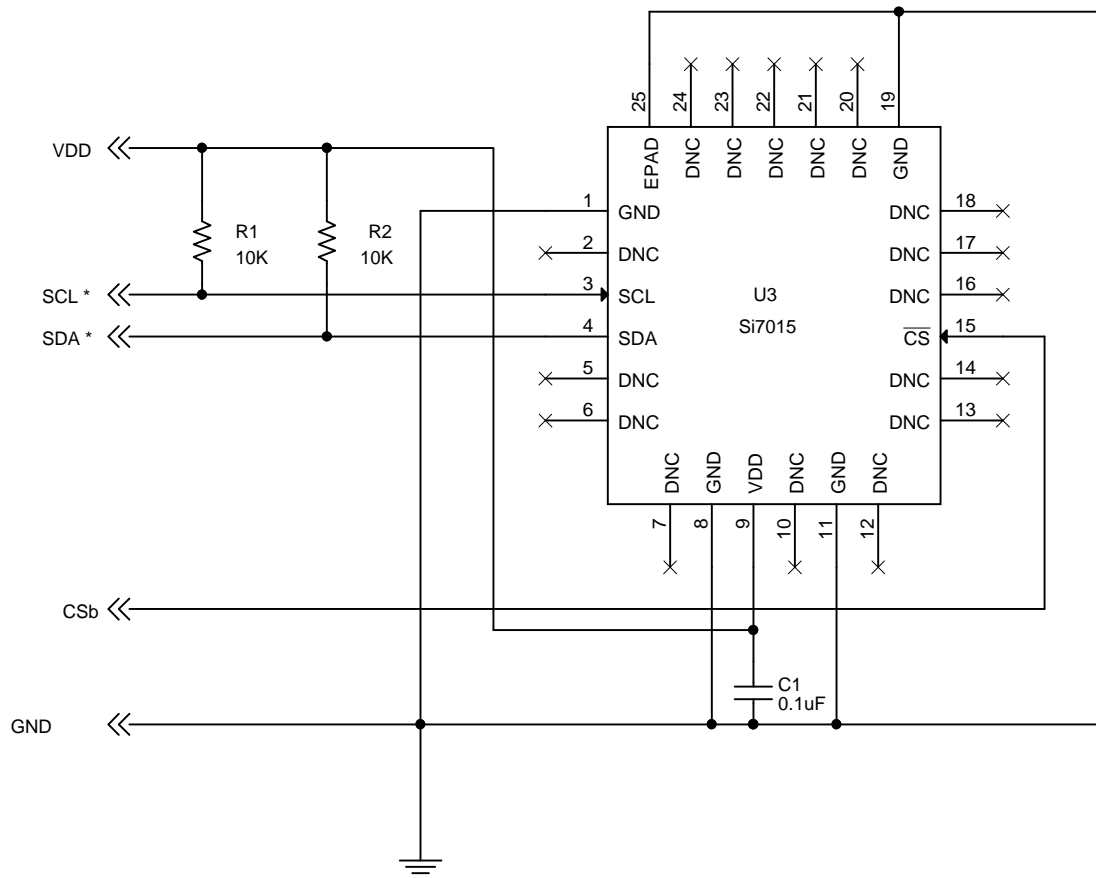 25
24
23
22
21
20
19
EPAD
DNC
DNC
DNC
DNC
DNC
GND
VDD
R1
10K
R2
10K
SCL *
SDA *
1
GND
2
DNC
3
SCL
4
SDA
5
DNC
6
DNC
U3
Si7015
DNC
18
DNC
17
DNC
16
CS
15
DNC
14
DNC
13
DNC
GND
VDD
DNC
GND
DNC
7
8
9
10
11
12
CSb
C1
0.1uF
GND